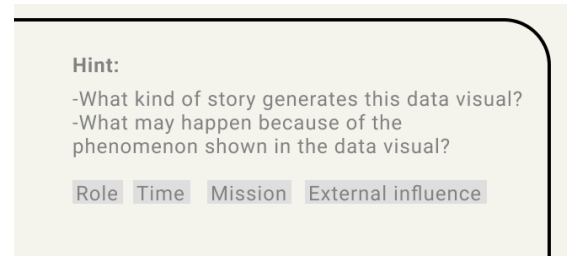 Hint:
-What kind of story generates this data visual?
-What may happen because of the
phenomenon shown in the data visual?
Role Time Mission External influence